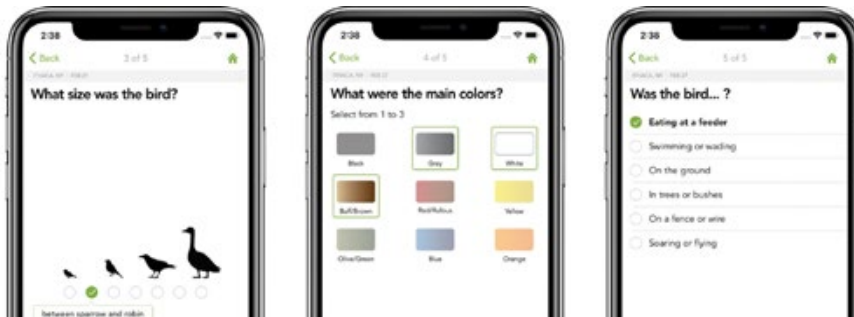 2:38
Back 3 of 5
What size was the bird?
between sparrow and robin
2:38
Back 4 of 5
What were the main colors?
Select from 1 to 3
Black Gray White
Buff/Brown Red/Rufous Yellow
Olive/Green Blue Orange
2:38
Back 5 of 5
Was the bird... ?
Eating at a feeder
Swimming or wading
On the ground
In trees or bushes
On a fence or wire
Soaring or flying